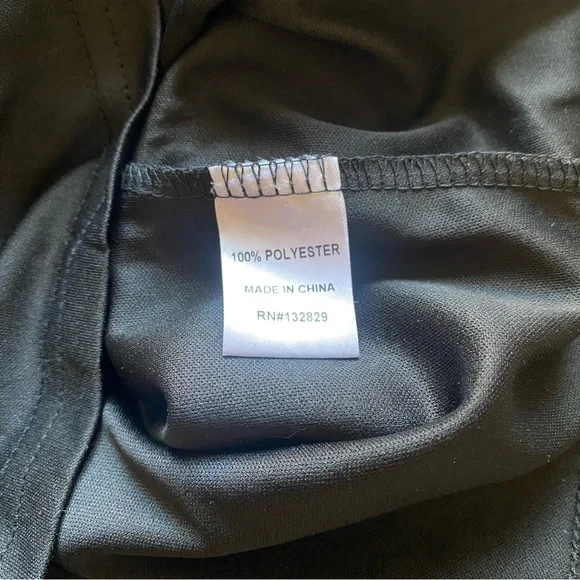 100% POLYESTER
MADE IN CHINA
RN#132829